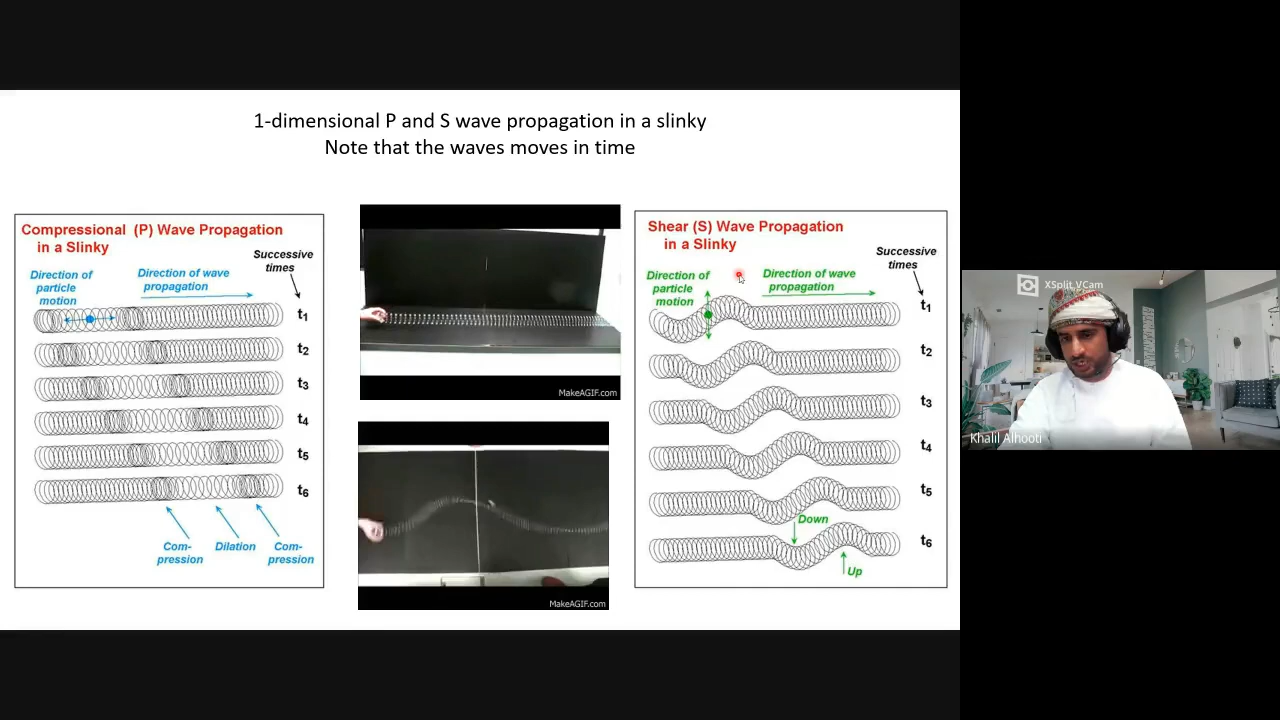 1-dimensional P and S wave propagation in a slinky
Note that the waves moves in time
Compressional (P) Wave Propagation
in a Slinky
Successive
times
Direction of
particle
motion
Direction of wave
propagation
t1
t2
t3
t4
t5
t6
Com-
pression
Dilation
Com-
pression
MakeAGIF.com
MakeAGIF.com
Shear (S) Wave Propagation
in a Slinky
Successive
times
Direction of
particle
motion
Direction of wave
propagation
t1
t2
t3
t4
t5
Down
t6
Up
XSplit VCam
Khalil Alhooti